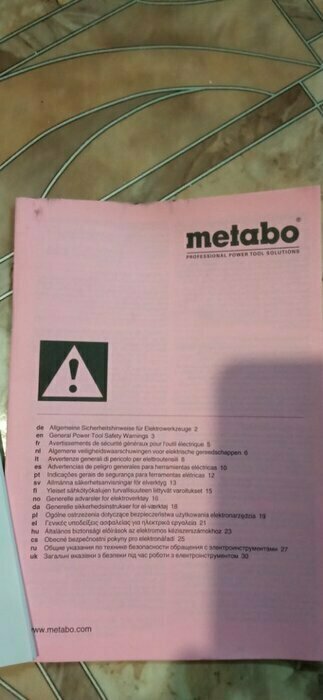 metabo®
PROFESSIONAL POWER TOOL SOLUTIONS
de Allgemeine Sicherheitshinweise für Elektrowerkzeuge 2
en General Power Tool Safety Warnings 3
fr Avertissements de sécurité généraux pour l'outil électrique 5
nl Algemene veiligheidswaarschuwingen voor elektrische gereedschappen 6
it Avvertenze generali di pericolo per elettroutensili 8
es Advertencias de peligro generales para herramientas eléctricas 10
pt Indicações gerais de segurança para ferramentas elétricas 12
sv Allmänna säkerhetsanvisningar för elverktyg 13
fi Yleiset sähkötyökalujen turvallisuuteen liittyvät varoitukset 15
no Generelle advarsler for elektroverktøy 16
da Generelle sikkerhedsinstrukser for el-værktøj 18
pl Ogólne ostrzeżenia dotyczące bezpieczeństwa użytkowania elektronarzędzia 19
el Γενικές υποδείξεις ασφαλείας για ηλεκτρικά εργαλεία 21
hu Általános biztonsági előírások az elektromos kéziszerszámokhoz 23
cs Obecné bezpečnostní pokyny pro elektronářadí 25
ru Общие указания по технике безопасности обращения с электроинструментами 27
uk Загальні вказівки з безпеки під час роботи з електроінструментом 30
www.metabo.com